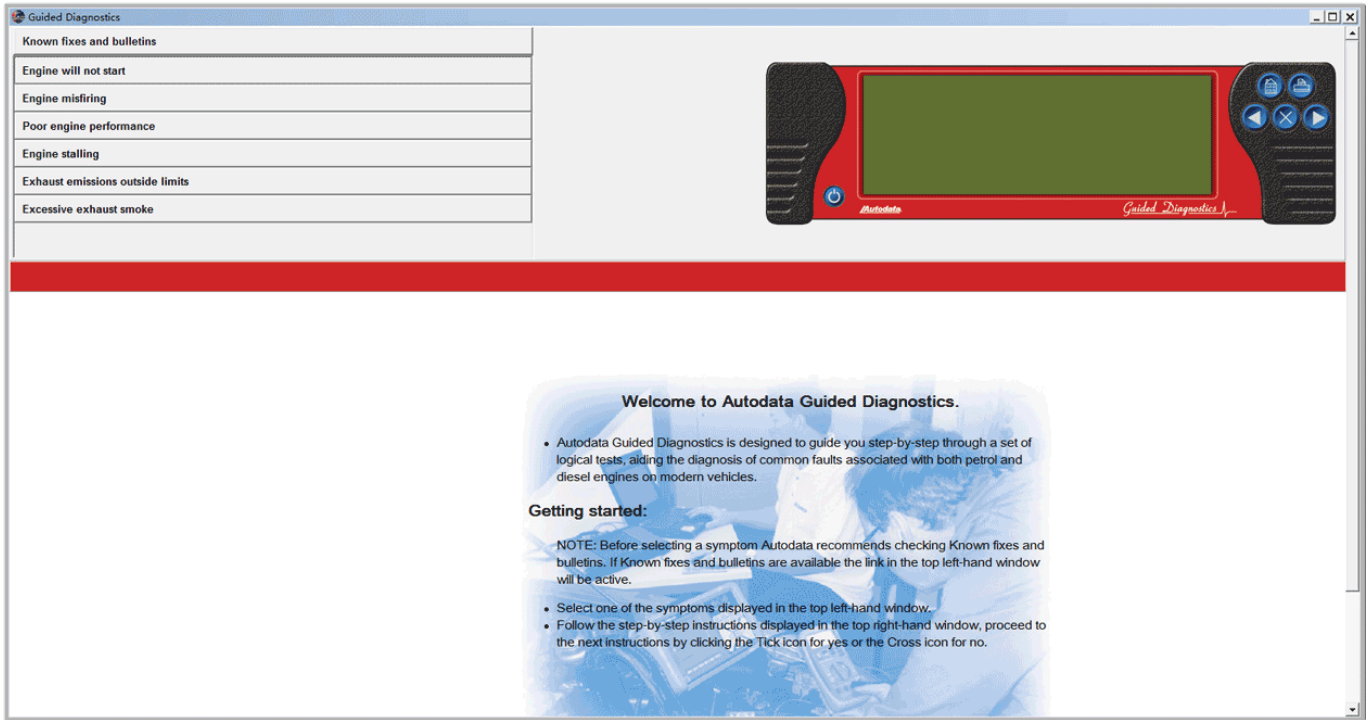 Guided Diagnostics
Known fixes and bulletins
Engine will not start
Engine misfiring
Poor engine performance
Engine stalling
Exhaust emissions outside limits
Excessive exhaust smoke
Autodata
Guided Diagnostics
Welcome to Autodata Guided Diagnostics.
• Autodata Guided Diagnostics is designed to guide you step-by-step through a set of
logical tests, aiding the diagnosis of common faults associated with both petrol and
diesel engines on modern vehicles.
Getting started:
NOTE: Before selecting a symptom Autodata recommends checking Known fixes and
bulletins. If Known fixes and bulletins are available the link in the top left-hand window
will be active.
• Select one of the symptoms displayed in the top left-hand window.
• Follow the step-by-step instructions displayed in the top right-hand window, proceed to
the next instructions by clicking the Tick icon for yes or the Cross icon for no.